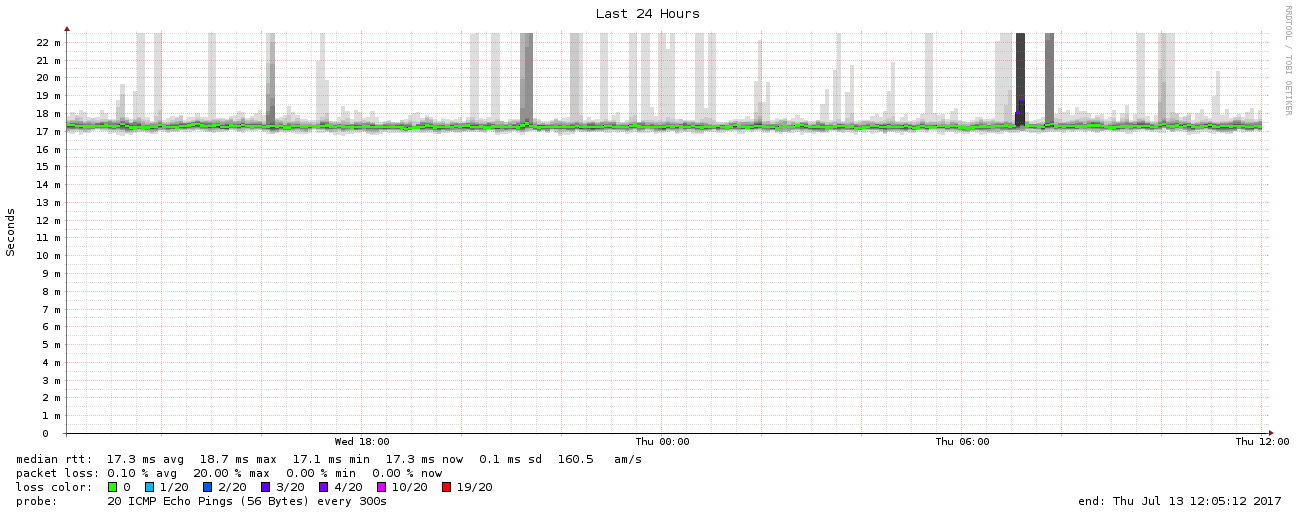 Last 24 Hours
RRDTOOL / TOBI OETIKER
Seconds
22 m
21 m
20 m
19 m
18 m
17 m
16 m
15 m
14 m
13 m
12 m
11 m
10 m
9 m
8 m
7 m
6 m
5 m
4 m
3 m
2 m
1 m
0
Wed 18:00 Thu 00:00 Thu 06:00 Thu 12:00
median rtt: 17.3 ms avg 18.7 ms max 17.1 ms min 17.3 ms now 0.1 ms sd 160.5 am/s
packet loss: 0.10 % avg 20.00 % max 0.00 % min 0.00 % now
loss color: 0 1/20 2/20 3/20 4/20 10/20 19/20
probe: 20 ICMP Echo Pings (56 Bytes) every 300s end: Thu Jul 13 12:05:12 2017